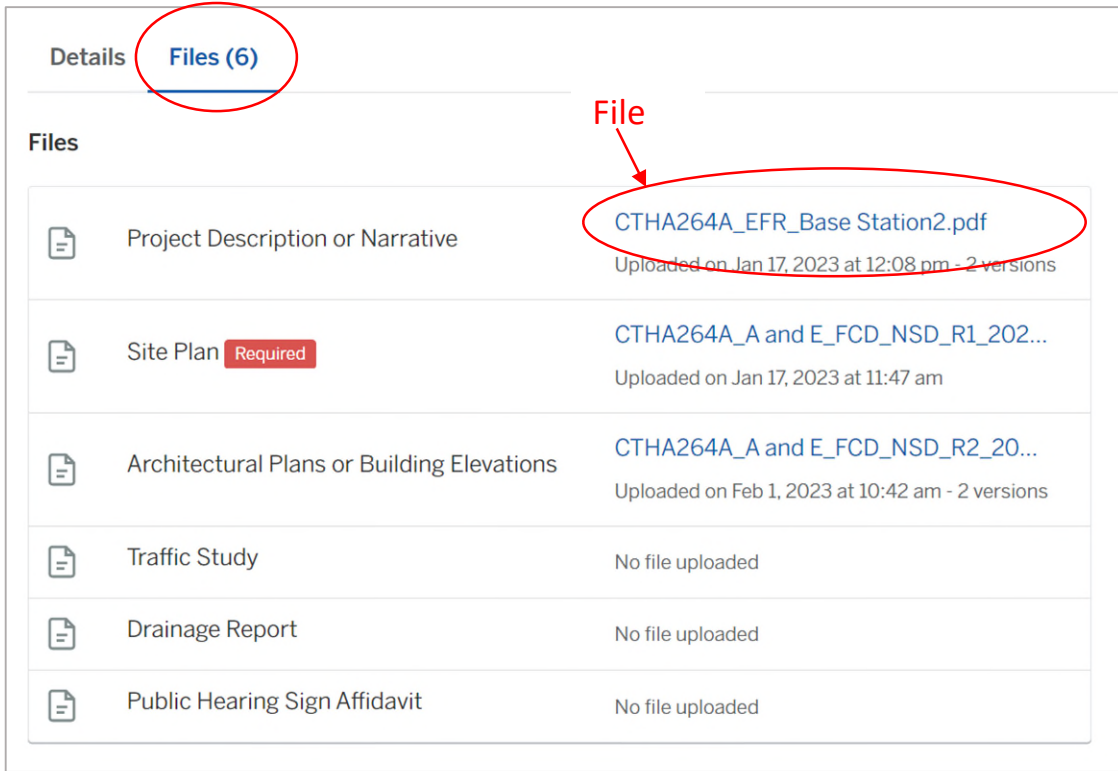 Details Files (6)
File
Files
Project Description or Narrative
CTHA264A_EFR_Base Station2.pdf
Uploaded on Jan 17, 2023 at 12:08 pm - 2 versions
Site Plan Required
CTHA264A_A and E_FCD_NSD_R1_202...
Uploaded on Jan 17, 2023 at 11:47 am
Architectural Plans or Building Elevations
CTHA264A_A and E_FCD_NSD_R2_20...
Uploaded on Feb 1, 2023 at 10:42 am - 2 versions
Traffic Study
No file uploaded
Drainage Report
No file uploaded
Public Hearing Sign Affidavit
No file uploaded